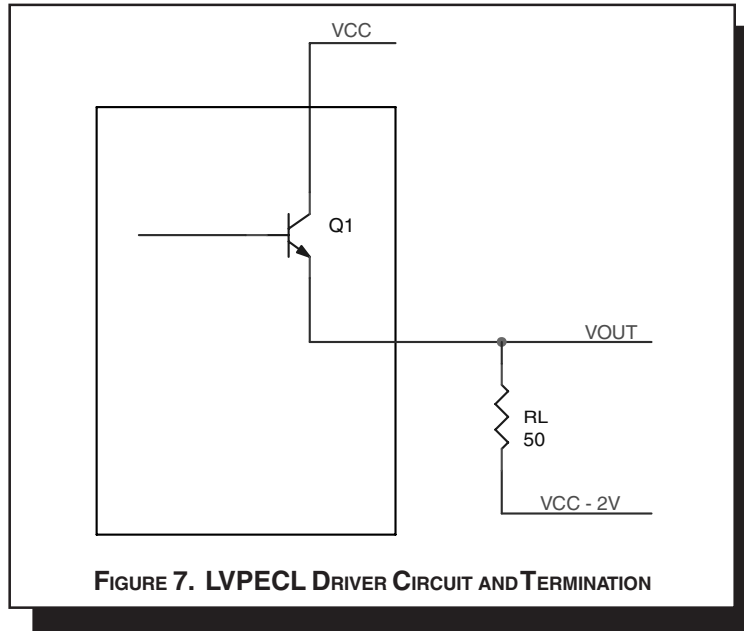 VCC
Q1
VOUT
RL
50
VCC - 2V
FIGURE 7. LVPECL DRIVER CIRCUIT AND TERMINATION